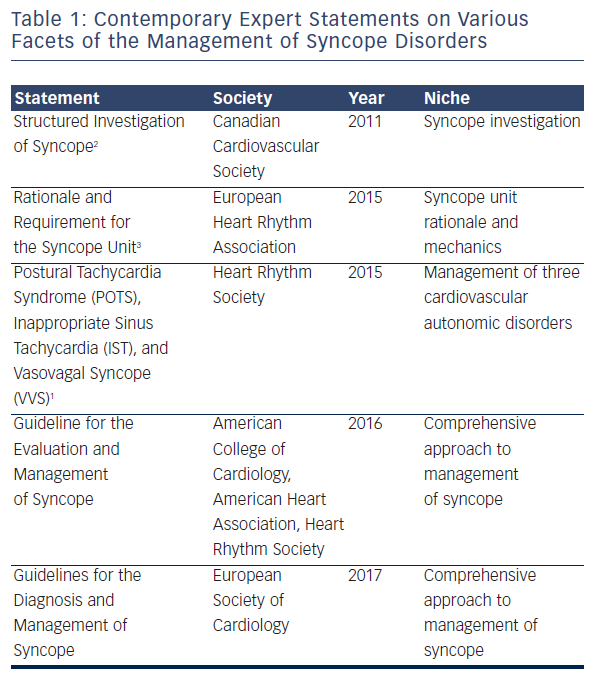 Table 1: Contemporary Expert Statements on Various
Facets of the Management of Syncope Disorders
Statement Society Year Niche
Structured Investigation Canadian 2011 Syncope investigation
of Syncope² Cardiovascular
Society
Rationale and European 2015 Syncope unit
Requirement for Heart Rhythm rationale and
the Syncope Unit³ Association mechanics
Postural Tachycardia Heart Rhythm 2015 Management of three
Syndrome (POTS), Society cardiovascular
Inappropriate Sinus autonomic disorders
Tachycardia (IST), and
Vasovagal Syncope
(VVS)¹
Guideline for the American 2016 Comprehensive
Evaluation and College of approach to
Management Cardiology, management
of Syncope American Heart of syncope
Association, Heart
Rhythm Society
Guidelines for the European 2017 Comprehensive
Diagnosis and Society of approach to
Management of Cardiology management of
Syncope syncope